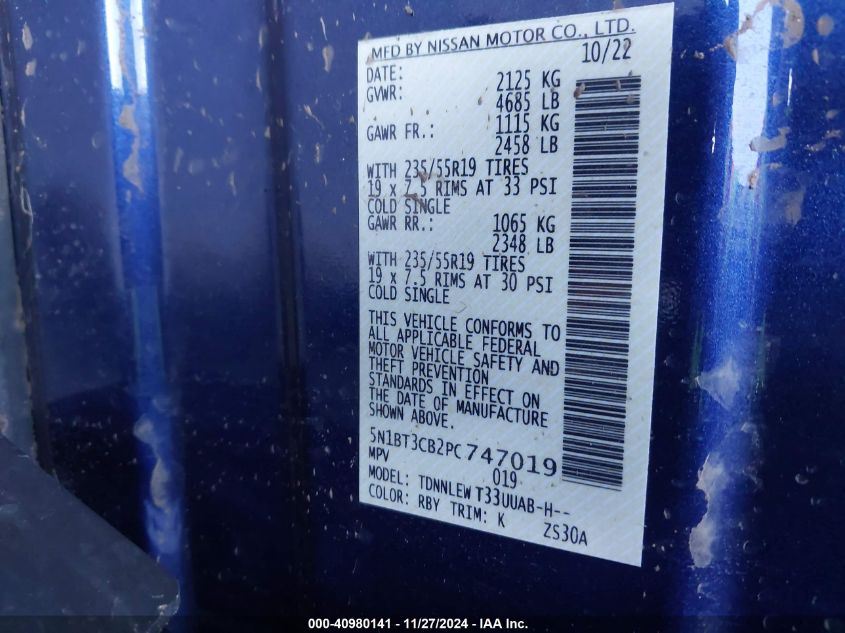 MFD BY NISSAN MOTOR CO., LTD.
DATE: 10/22
GVWR: 2125 KG
4685 LB
GAWR FR.: 1115 KG
2458 LB
WITH 235/55R19 TIRES
19 x 7.5 RIMS AT 33 PSI
COLD SINGLE
GAWR RR.: 1065 KG
2348 LB
WITH 235/55R19 TIRES
19 x 7.5 RIMS AT 30 PSI
COLD SINGLE
THIS VEHICLE CONFORMS TO
ALL APPLICABLE FEDERAL
MOTOR VEHICLE SAFETY AND
THEFT PREVENTION
STANDARDS IN EFFECT ON
THE DATE OF MANUFACTURE
SHOWN ABOVE.
5N1BT3CB2PC747019
MPV 019
MODEL: TDNNLEW T33UUAB-H--
COLOR: RBY TRIM: K ZS30A
000-40980141 - 11/27/2024 - IAA Inc.